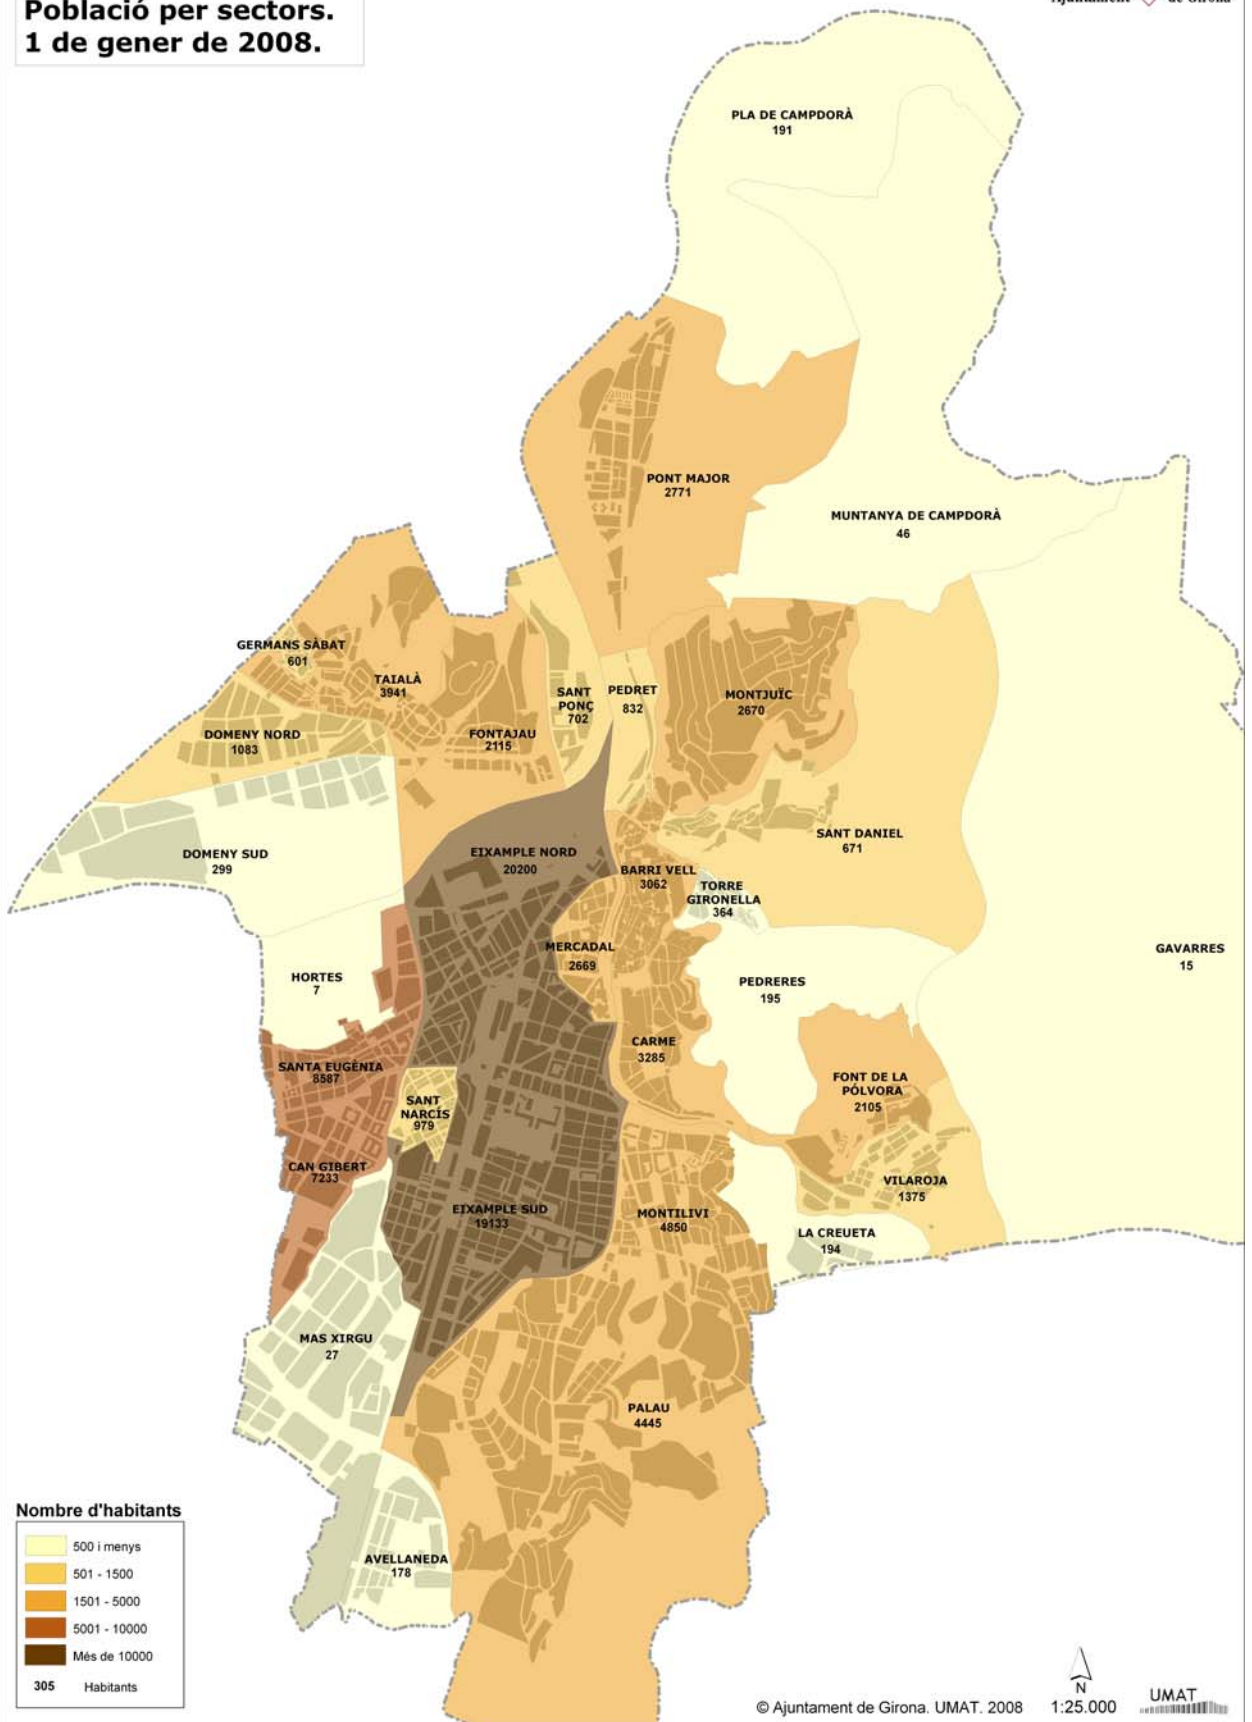 Població per sectors.
1 de gener de 2008.
PLA DE CAMPDORÀ
191
PONT MAJOR
2771
MUNTANYA DE CAMPDORÀ
46
GERMANS SÀBAT
601
TAIALÀ
3941
SANT
PONÇ
702
PEDRET
832
MONTJUÏC
2670
DOMENY NORD
1083
FONTAJAU
2115
SANT DANIEL
671
DOMENY SUD
299
EIXAMPLE NORD
20200
BARRI VELL
3062
TORRE
GIRONELLA
364
MERCADAL
2669
GAVARRES
15
HORTES
7
PEDRERES
195
CARME
3285
SANTA EUGÈNIA
8587
FONT DE LA
PÓLVORA
2105
SANT
NARCÍS
979
CAN GIBERT
7233
VILAROJA
1375
EIXAMPLE SUD
19133
MONTILIVI
4850
LA CREUETA
194
MAS XIRGU
27
PALAU
4445
AVELLANEDA
178
Nombre d'habitants
500 i menys
501 - 1500
1501 - 5000
5001 - 10000
Més de 10000
305 Habitants
N
© Ajuntament de Girona. UMAT. 2008
1:25.000
UMAT